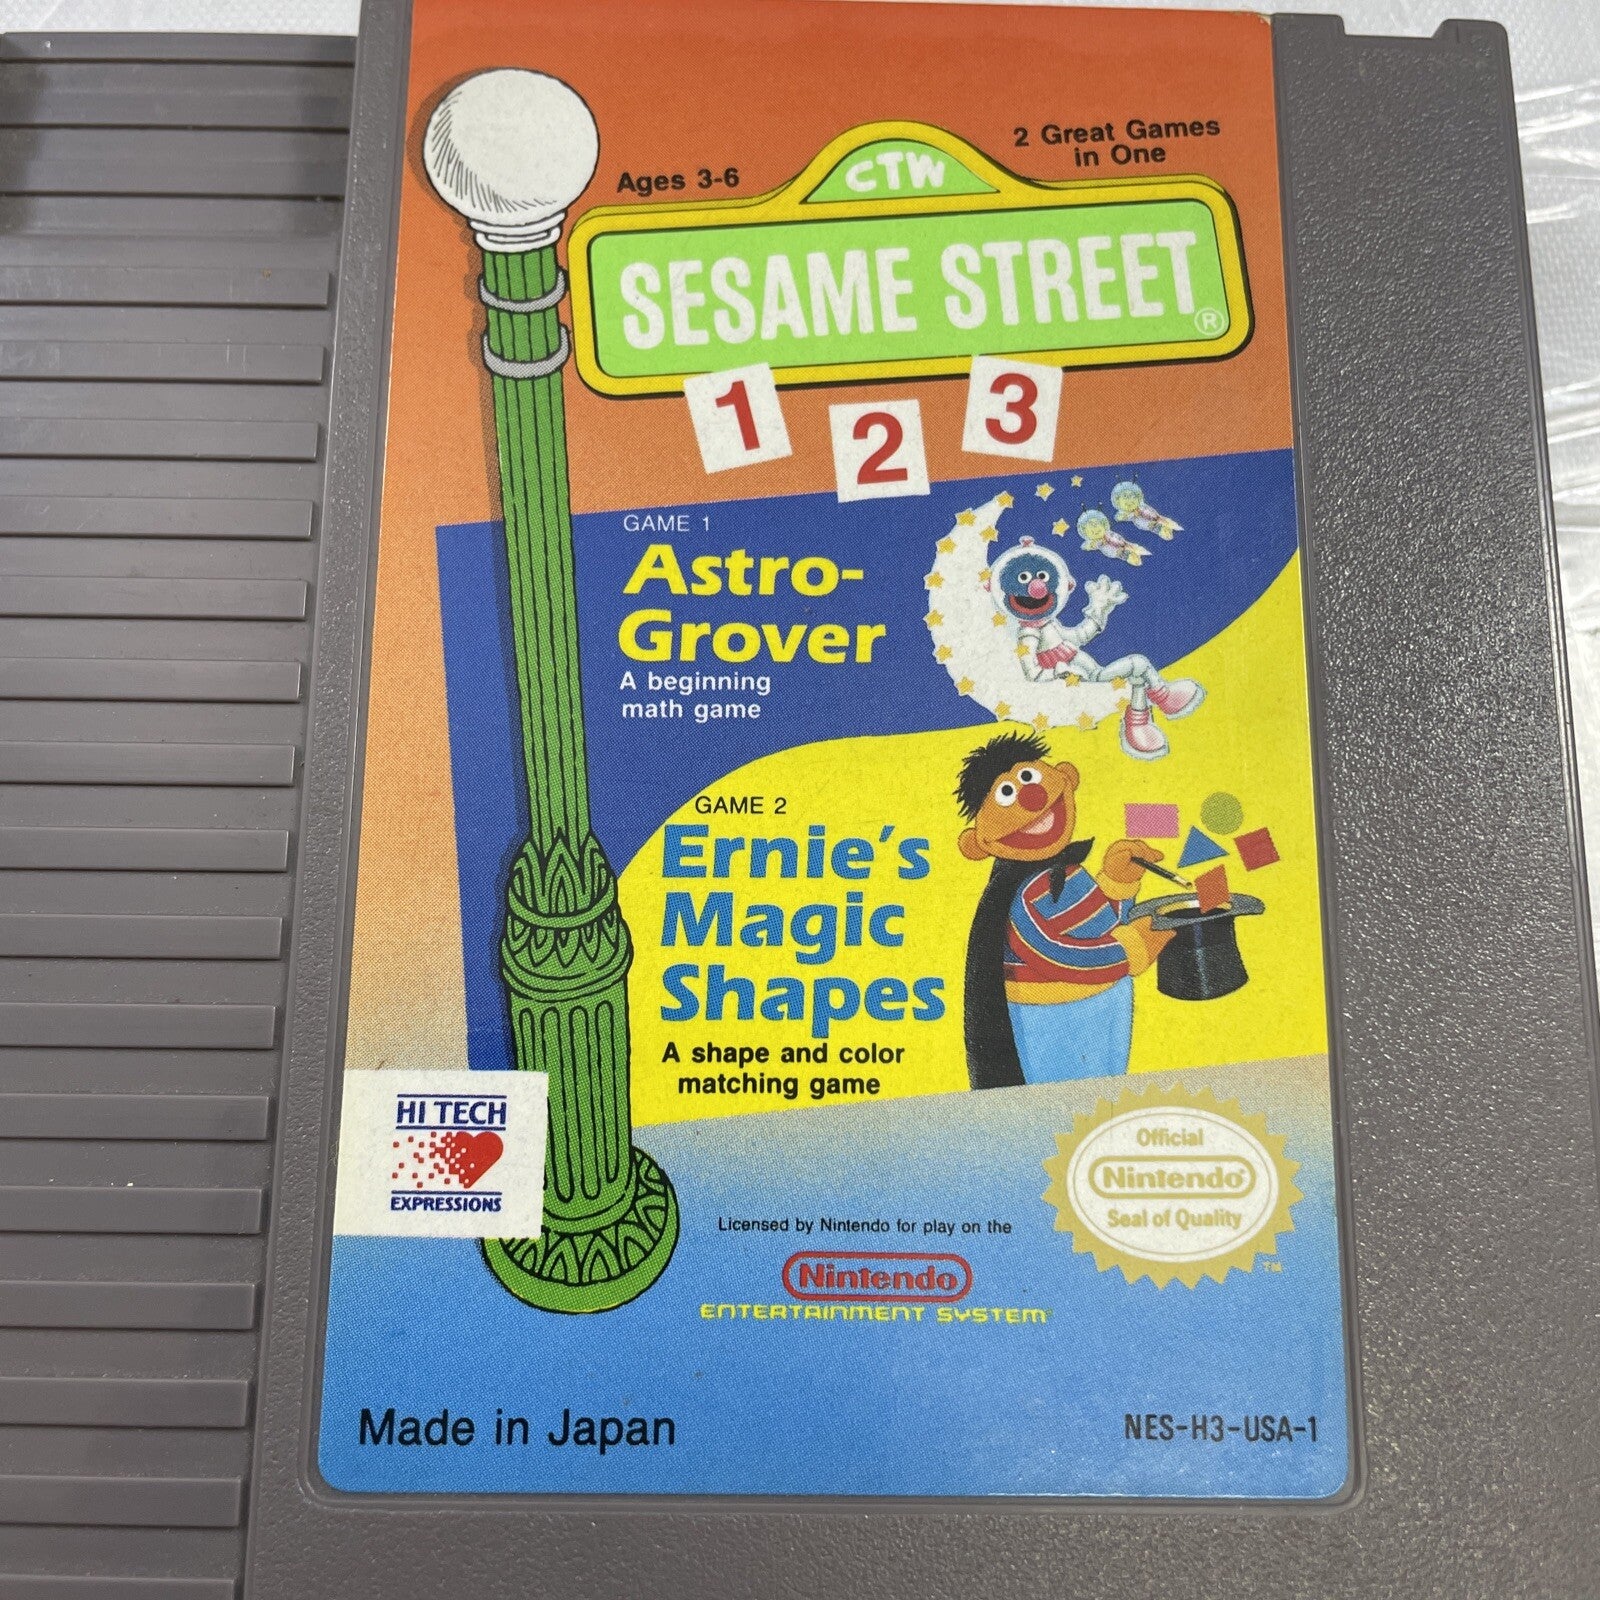 Ages 3-6
2 Great Games
in One
CTW
SESAME STREET®
1 2 3
GAME 1
Astro-
Grover
A beginning
math game
GAME 2
Ernie's
Magic
Shapes
A shape and color
matching game
HI TECH
EXPRESSIONS
Official
Nintendo®
Seal of Quality
TM
Licensed by Nintendo for play on the
Nintendo®
ENTERTAINMENT SYSTEM™
Made in Japan
NES-H3-USA-1